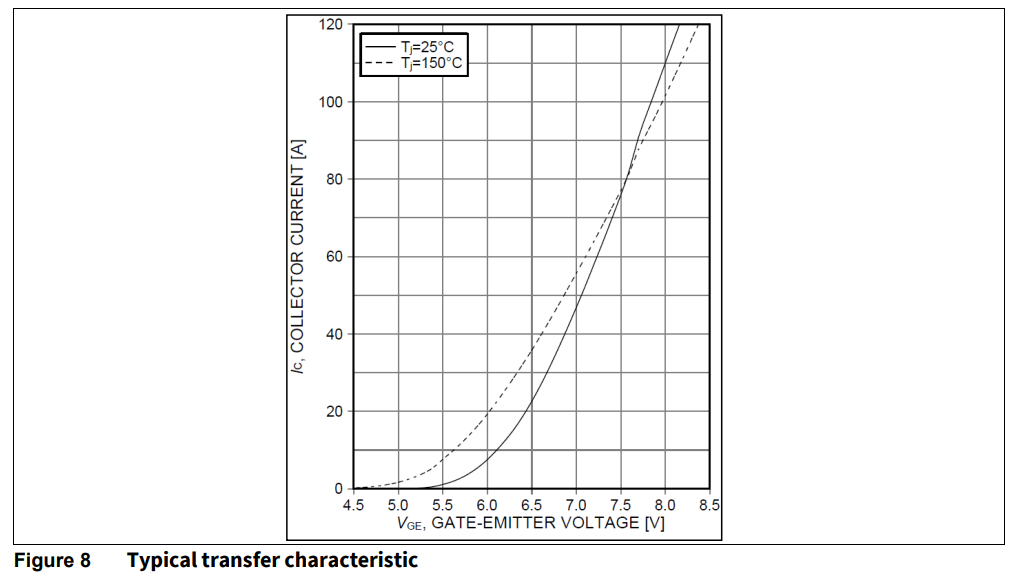 120
100
80
60
40
20
0
Tj=25°C
Tj=150°C
IC, COLLECTOR CURRENT [A]
4.5 5.0 5.5 6.0 6.5 7.0 7.5 8.0 8.5
VGE, GATE-EMITTER VOLTAGE [V]
Figure 8 Typical transfer characteristic